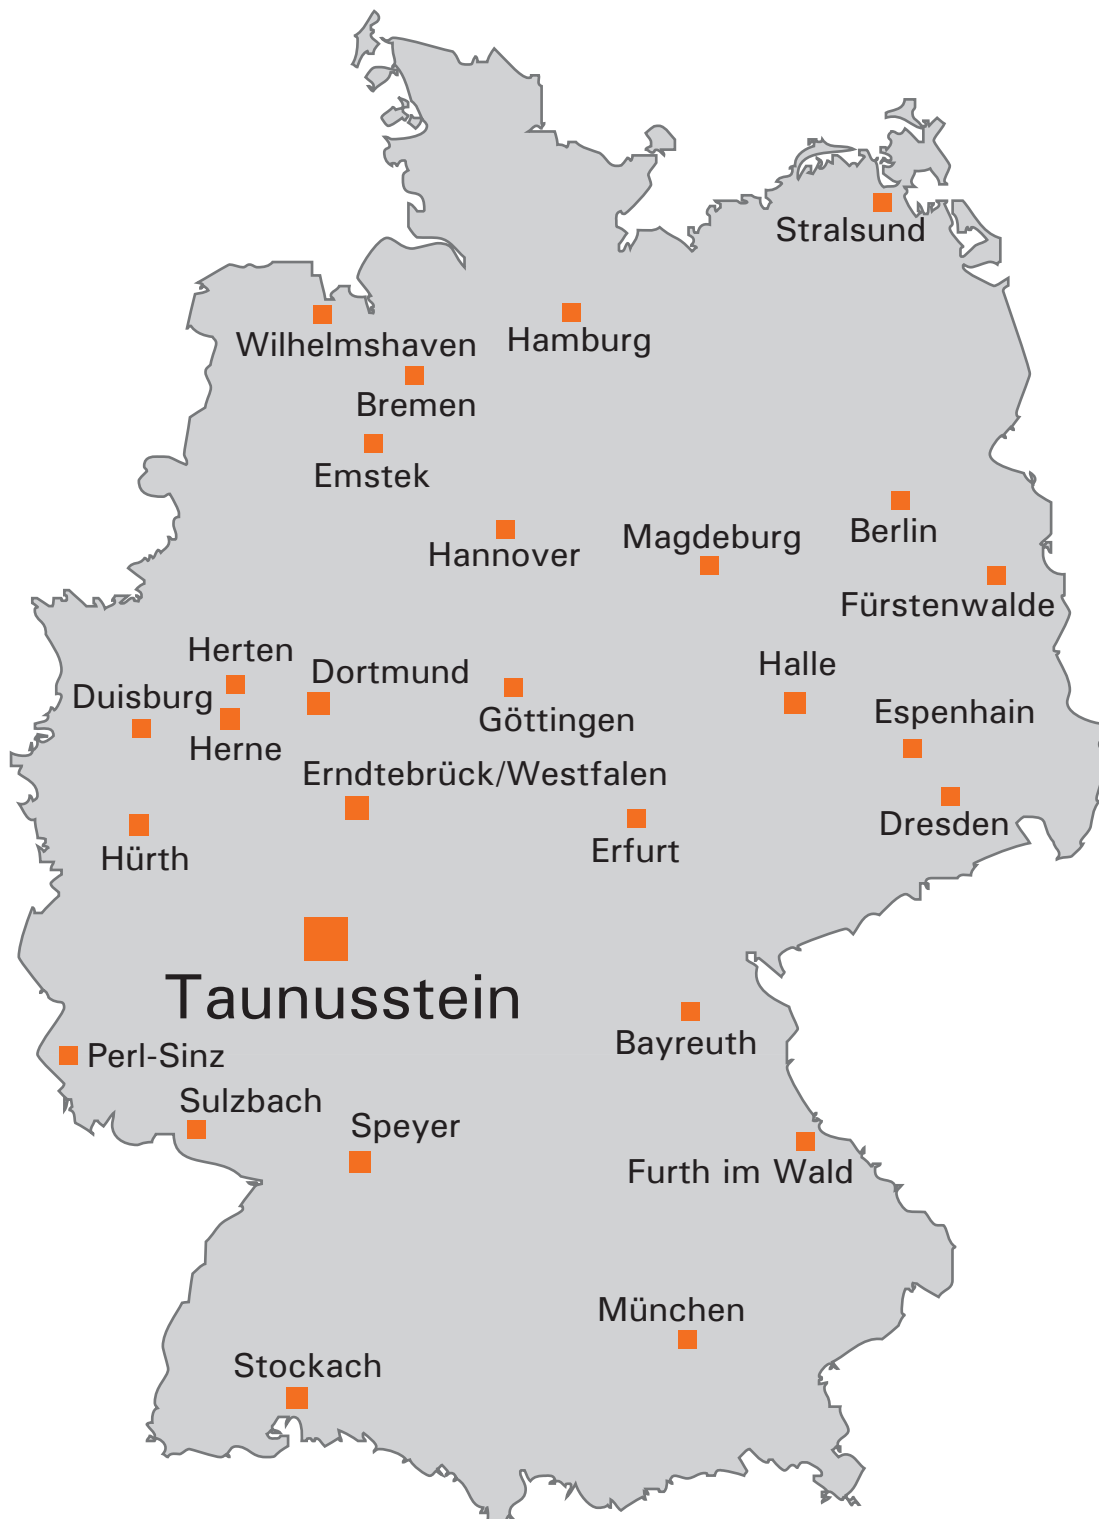 Stralsund
Wilhelmshaven
Hamburg
Bremen
Emstek
Hannover
Magdeburg
Berlin
Fürstenwalde
Herten
Dortmund
Duisburg
Herne
Göttingen
Halle
Espenhain
Erndtebrück/Westfalen
Dresden
Hürth
Erfurt
Taunusstein
Bayreuth
Perl-Sinz
Sulzbach
Speyer
Furth im Wald
München
Stockach